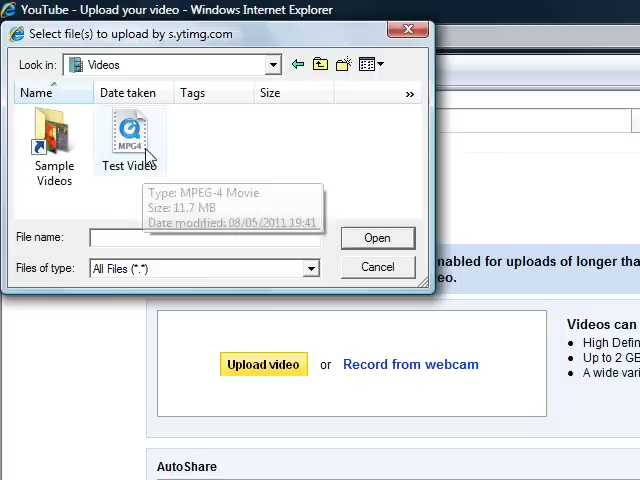 YouTube - Upload your video - Windows Internet Explorer
Select file(s) to upload by s.ytimg.com
Look in: Videos
Name Date taken Tags Size »
MPEG4
Sample Videos
Test Video
Type: MPEG-4 Movie
Size: 11.7 MB
Date modified: 08/05/2011 19:41
File name: Open
Files of type: All Files (*.*) Cancel
nabled for uploads of longer tha
eo.
Upload video or Record from webcam
Videos can
High Defin
Up to 2 GE
A wide vari
AutoShare